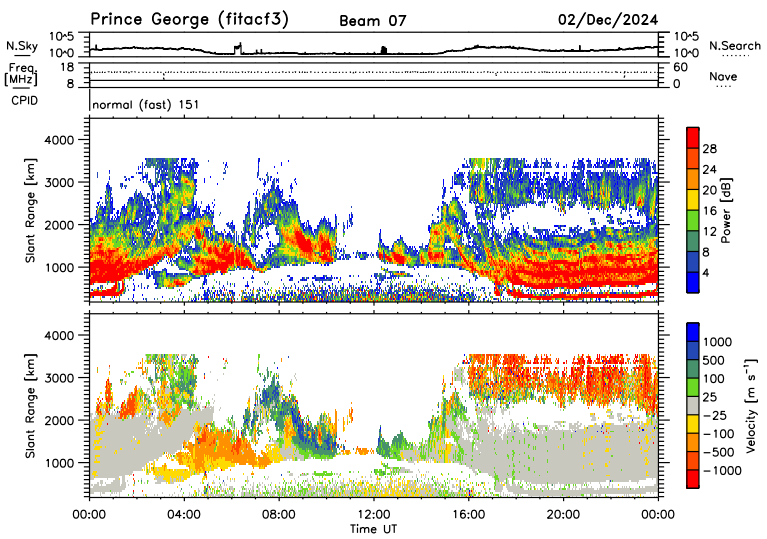 Prince George (fitacf3) Beam 07 02/Dec/2024
N.Sky 10^5 10^0 10^5 10^0 N.Search
Freq [MHz] 18 8 60 0 Nave
CPID normal (fast) 151
Slant Range [km] 4000 3000 2000 1000
Power [dB] 28 24 20 16 12 8 4
Slant Range [km] 4000 3000 2000 1000
Velocity [m s⁻¹] 1000 500 100 25 −25 −100 −500 −1000
00:00 04:00 08:00 12:00 16:00 20:00 00:00
Time UT